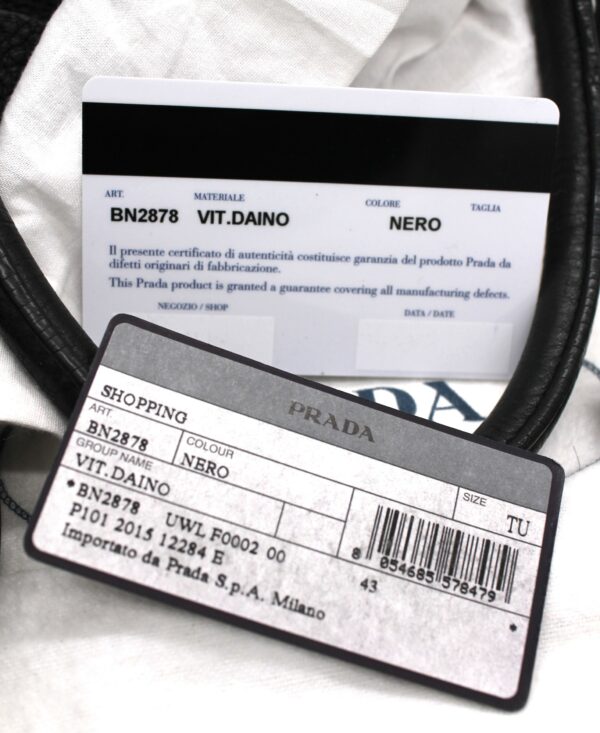 ART. MATERIALE COLORE TAGLIA
BN2878 VIT.DAINO NERO
Il presente certificato di autenticità costituisce garanzia del prodotto Prada da
difetti originari di fabbricazione.
This Prada product is granted a guarantee covering all manufacturing defects.
NEGOZIO / SHOP DATA / DATE
DA
PRADA
SHOPPING
ART. COLOUR SIZE
BN2878 NERO TU
GROUP NAME
VIT.DAINO
*BN2878 UWL F0002 00
P101 2015 12284 E 43
Importato da Prada S.p.A. Milano
8 054685 578479
*